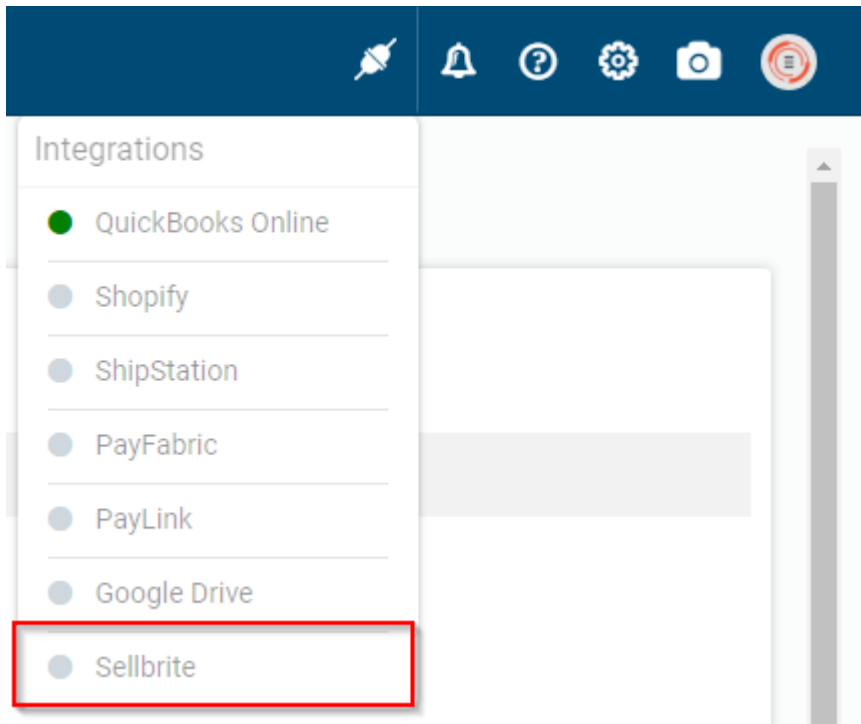 Integrations
QuickBooks Online
Shopify
ShipStation
PayFabric
PayLink
Google Drive
Sellbrite